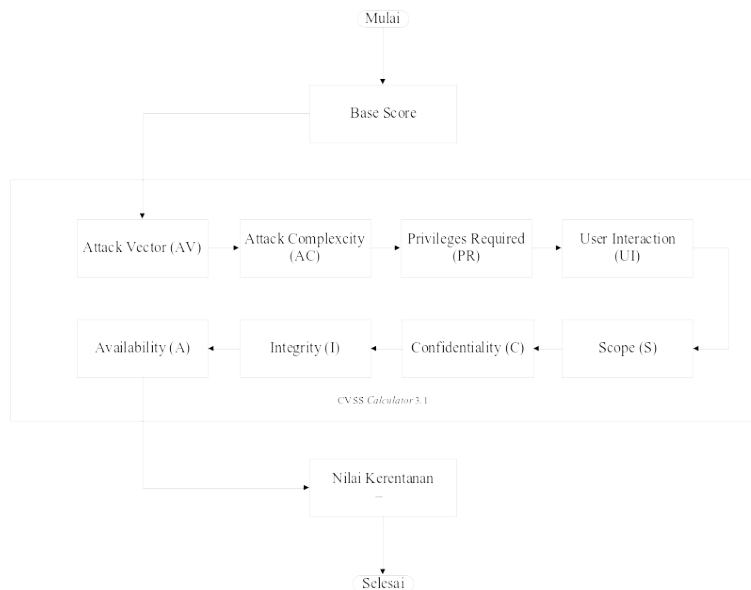 Mulai
Base Score
Attack Vector (AV)
Attack Complexcity
(AC)
Privileges Required
(PR)
User Interaction
(UI)
Scope (S)
Confidentiality (C)
Integrity (I)
Availability (A)
CVSS Calculator 3.1
Nilai Kerentanan
Selesai